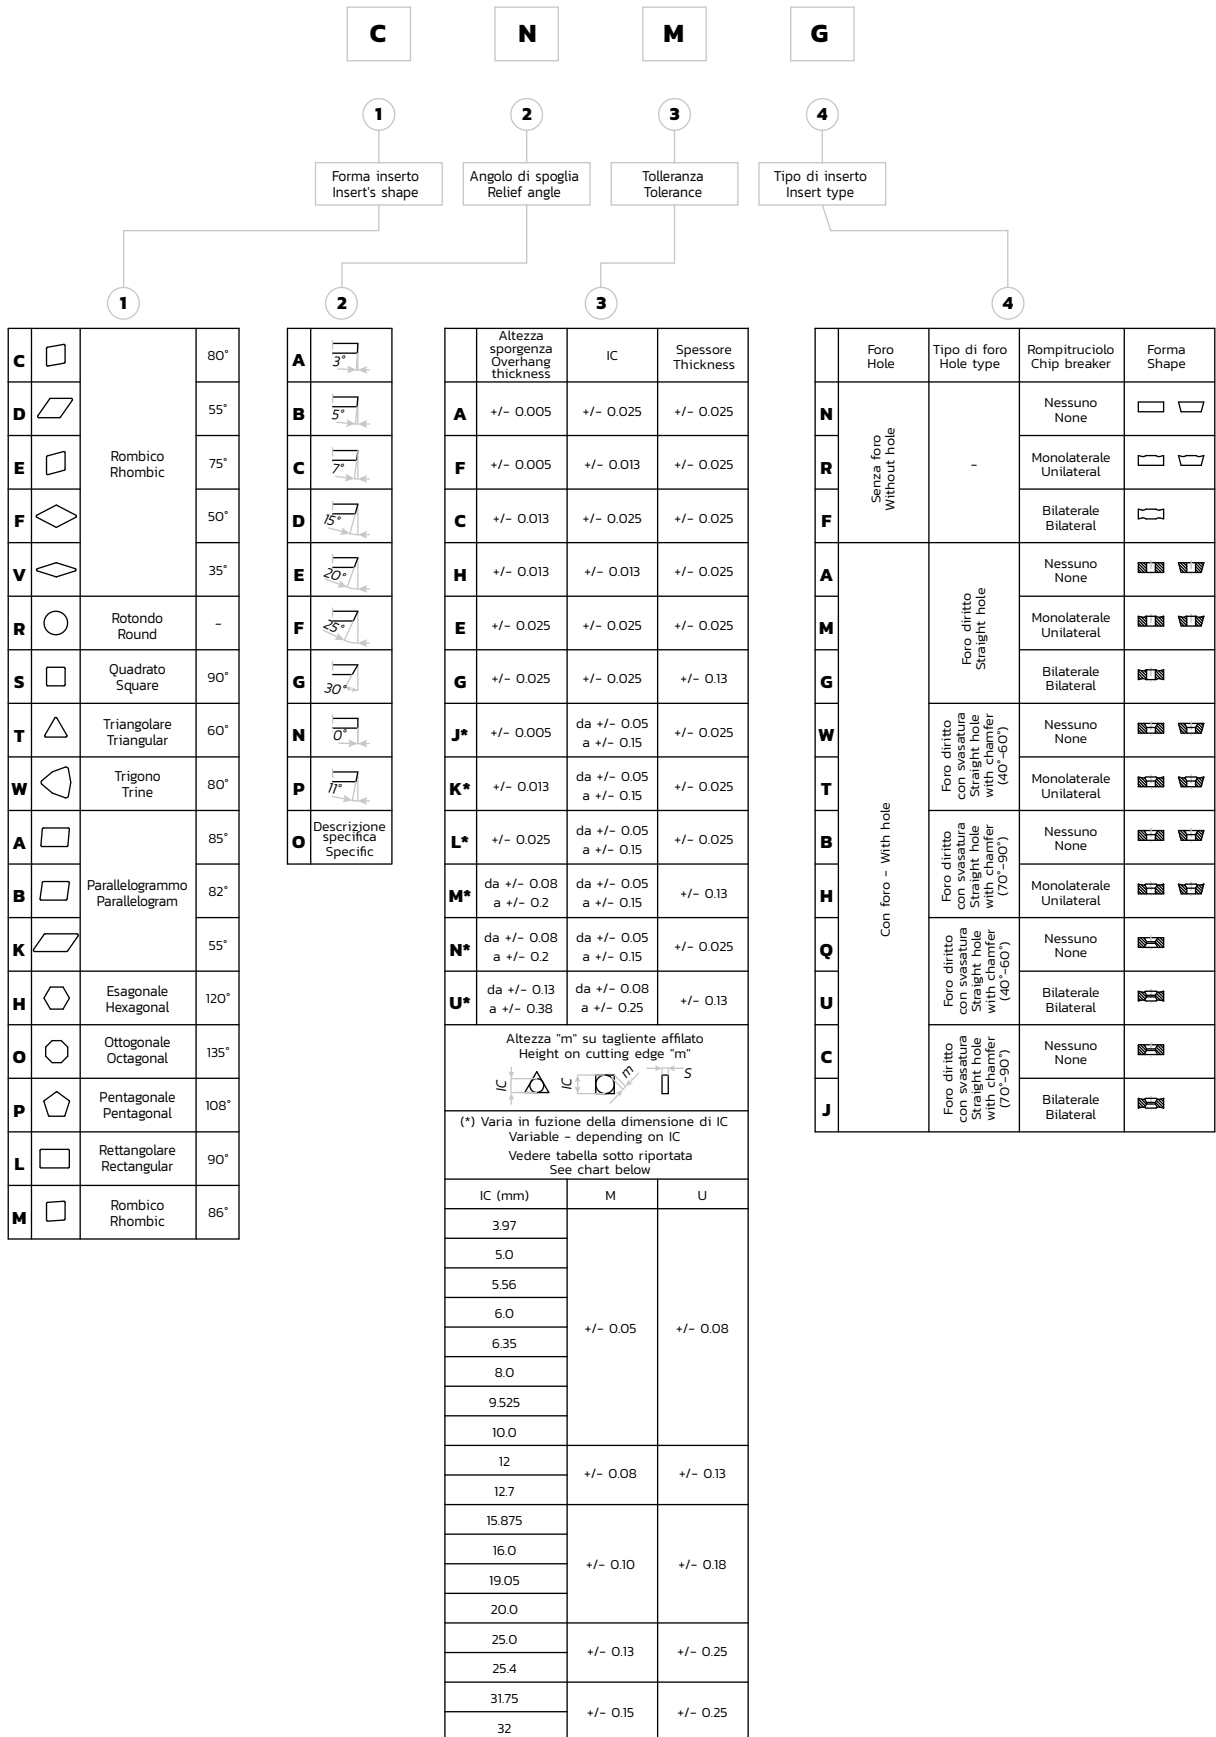 C N M G
1 2 3 4
Forma inserto
Insert's shape
Angolo di spoglia
Relief angle
Tolleranza
Tolerance
Tipo di inserto
Insert type
1
C 80°
D 55°
Rombico
Rhombic
E 75°
F 50°
V 35°
R Rotondo
Round –
S Quadrato
Square 90°
T Triangolare
Triangular 60°
W Trigono
Trine 80°
A 85°
B Parallelogrammo
Parallelogram 82°
K 55°
H Esagonale
Hexagonal 120°
O Ottogonale
Octagonal 135°
P Pentagonale
Pentagonal 108°
L Rettangolare
Rectangular 90°
M Rombico
Rhombic 86°
2
A 3°
B 5°
C 7°
D 15°
E 20°
F 25°
G 30°
N 0°
P 11°
O Descrizione
specifica
Specific
3
Altezza
sporgenza
Overhang
thickness
IC
Spessore
Thickness
A +/- 0.005 +/- 0.025 +/- 0.025
F +/- 0.005 +/- 0.013 +/- 0.025
C +/- 0.013 +/- 0.025 +/- 0.025
H +/- 0.013 +/- 0.013 +/- 0.025
E +/- 0.025 +/- 0.025 +/- 0.025
G +/- 0.025 +/- 0.025 +/- 0.13
J* +/- 0.005 da +/- 0.05
a +/- 0.15 +/- 0.025
K* +/- 0.013 da +/- 0.05
a +/- 0.15 +/- 0.025
L* +/- 0.025 da +/- 0.05
a +/- 0.15 +/- 0.025
M* da +/- 0.08
a +/- 0.2 da +/- 0.05
a +/- 0.15 +/- 0.13
N* da +/- 0.08
a +/- 0.2 da +/- 0.05
a +/- 0.15 +/- 0.025
U* da +/- 0.13
a +/- 0.38 da +/- 0.08
a +/- 0.25 +/- 0.13
Altezza "m" su tagliente affilato
Height on cutting edge "m"
IC IC m S
(*) Varia in fuzione della dimensione di IC
Variable - depending on IC
Vedere tabella sotto riportata
See chart below
IC (mm) M U
3.97
5.0
5.56
6.0
+/- 0.05 +/- 0.08
6.35
8.0
9.525
10.0
12
+/- 0.08 +/- 0.13
12.7
15.875
16.0
+/- 0.10 +/- 0.18
19.05
20.0
25.0
+/- 0.13 +/- 0.25
25.4
31.75
+/- 0.15 +/- 0.25
32
4
Foro
Hole
Tipo di foro
Hole type
Rompitruciolo
Chip breaker
Forma
Shape
Senza foro
Without hole
–
N Nessuno
None
R Monolaterale
Unilateral
F Bilaterale
Bilateral
Con foro - With hole
Foro diritto
Straight hole
A Nessuno
None
M Monolaterale
Unilateral
G Bilaterale
Bilateral
Foro diritto
con svasatura
Straight hole
with chamfer
(40°-60°)
W Nessuno
None
T Monolaterale
Unilateral
Foro diritto
con svasatura
Straight hole
with chamfer
(70°-90°)
B Nessuno
None
H Monolaterale
Unilateral
Foro diritto
con svasatura
Straight hole
with chamfer
(40°-60°)
Q Nessuno
None
U Bilaterale
Bilateral
Foro diritto
con svasatura
Straight hole
with chamfer
(70°-90°)
C Nessuno
None
J Bilaterale
Bilateral